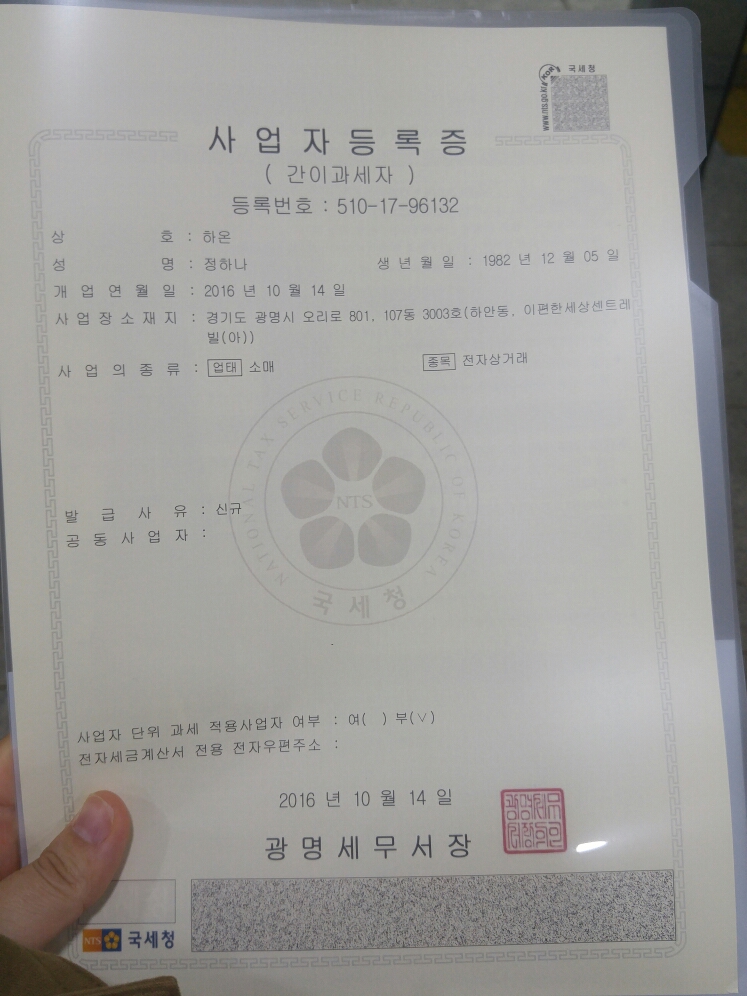 국세청
www.nts.go.kr
사업자등록증
( 간이과세자 )
등록번호 : 510-17-96132
상 호 : 하온
성 명 : 정하나 생 년 월 일 : 1982 년 12 월 05 일
개 업 연 월 일 : 2016 년 10 월 14 일
사 업 장 소 재 지 : 경기도 광명시 오리로 801, 107동 3003호(하안동, 이편한세상센트레
빌(아))
사 업 의 종 류 : 업태 소매 종목 전자상거래
NATIONAL TAX SERVICE REPUBLIC OF KOREA
NTS
국세청
발 급 사 유 : 신규
공 동 사 업 자 :
사업자 단위 과세 적용사업자 여부 : 여( ) 부(∨)
전자세금계산서 전용 전자우편주소 :
2016 년 10 월 14 일
광명세무서장
NTS 국세청